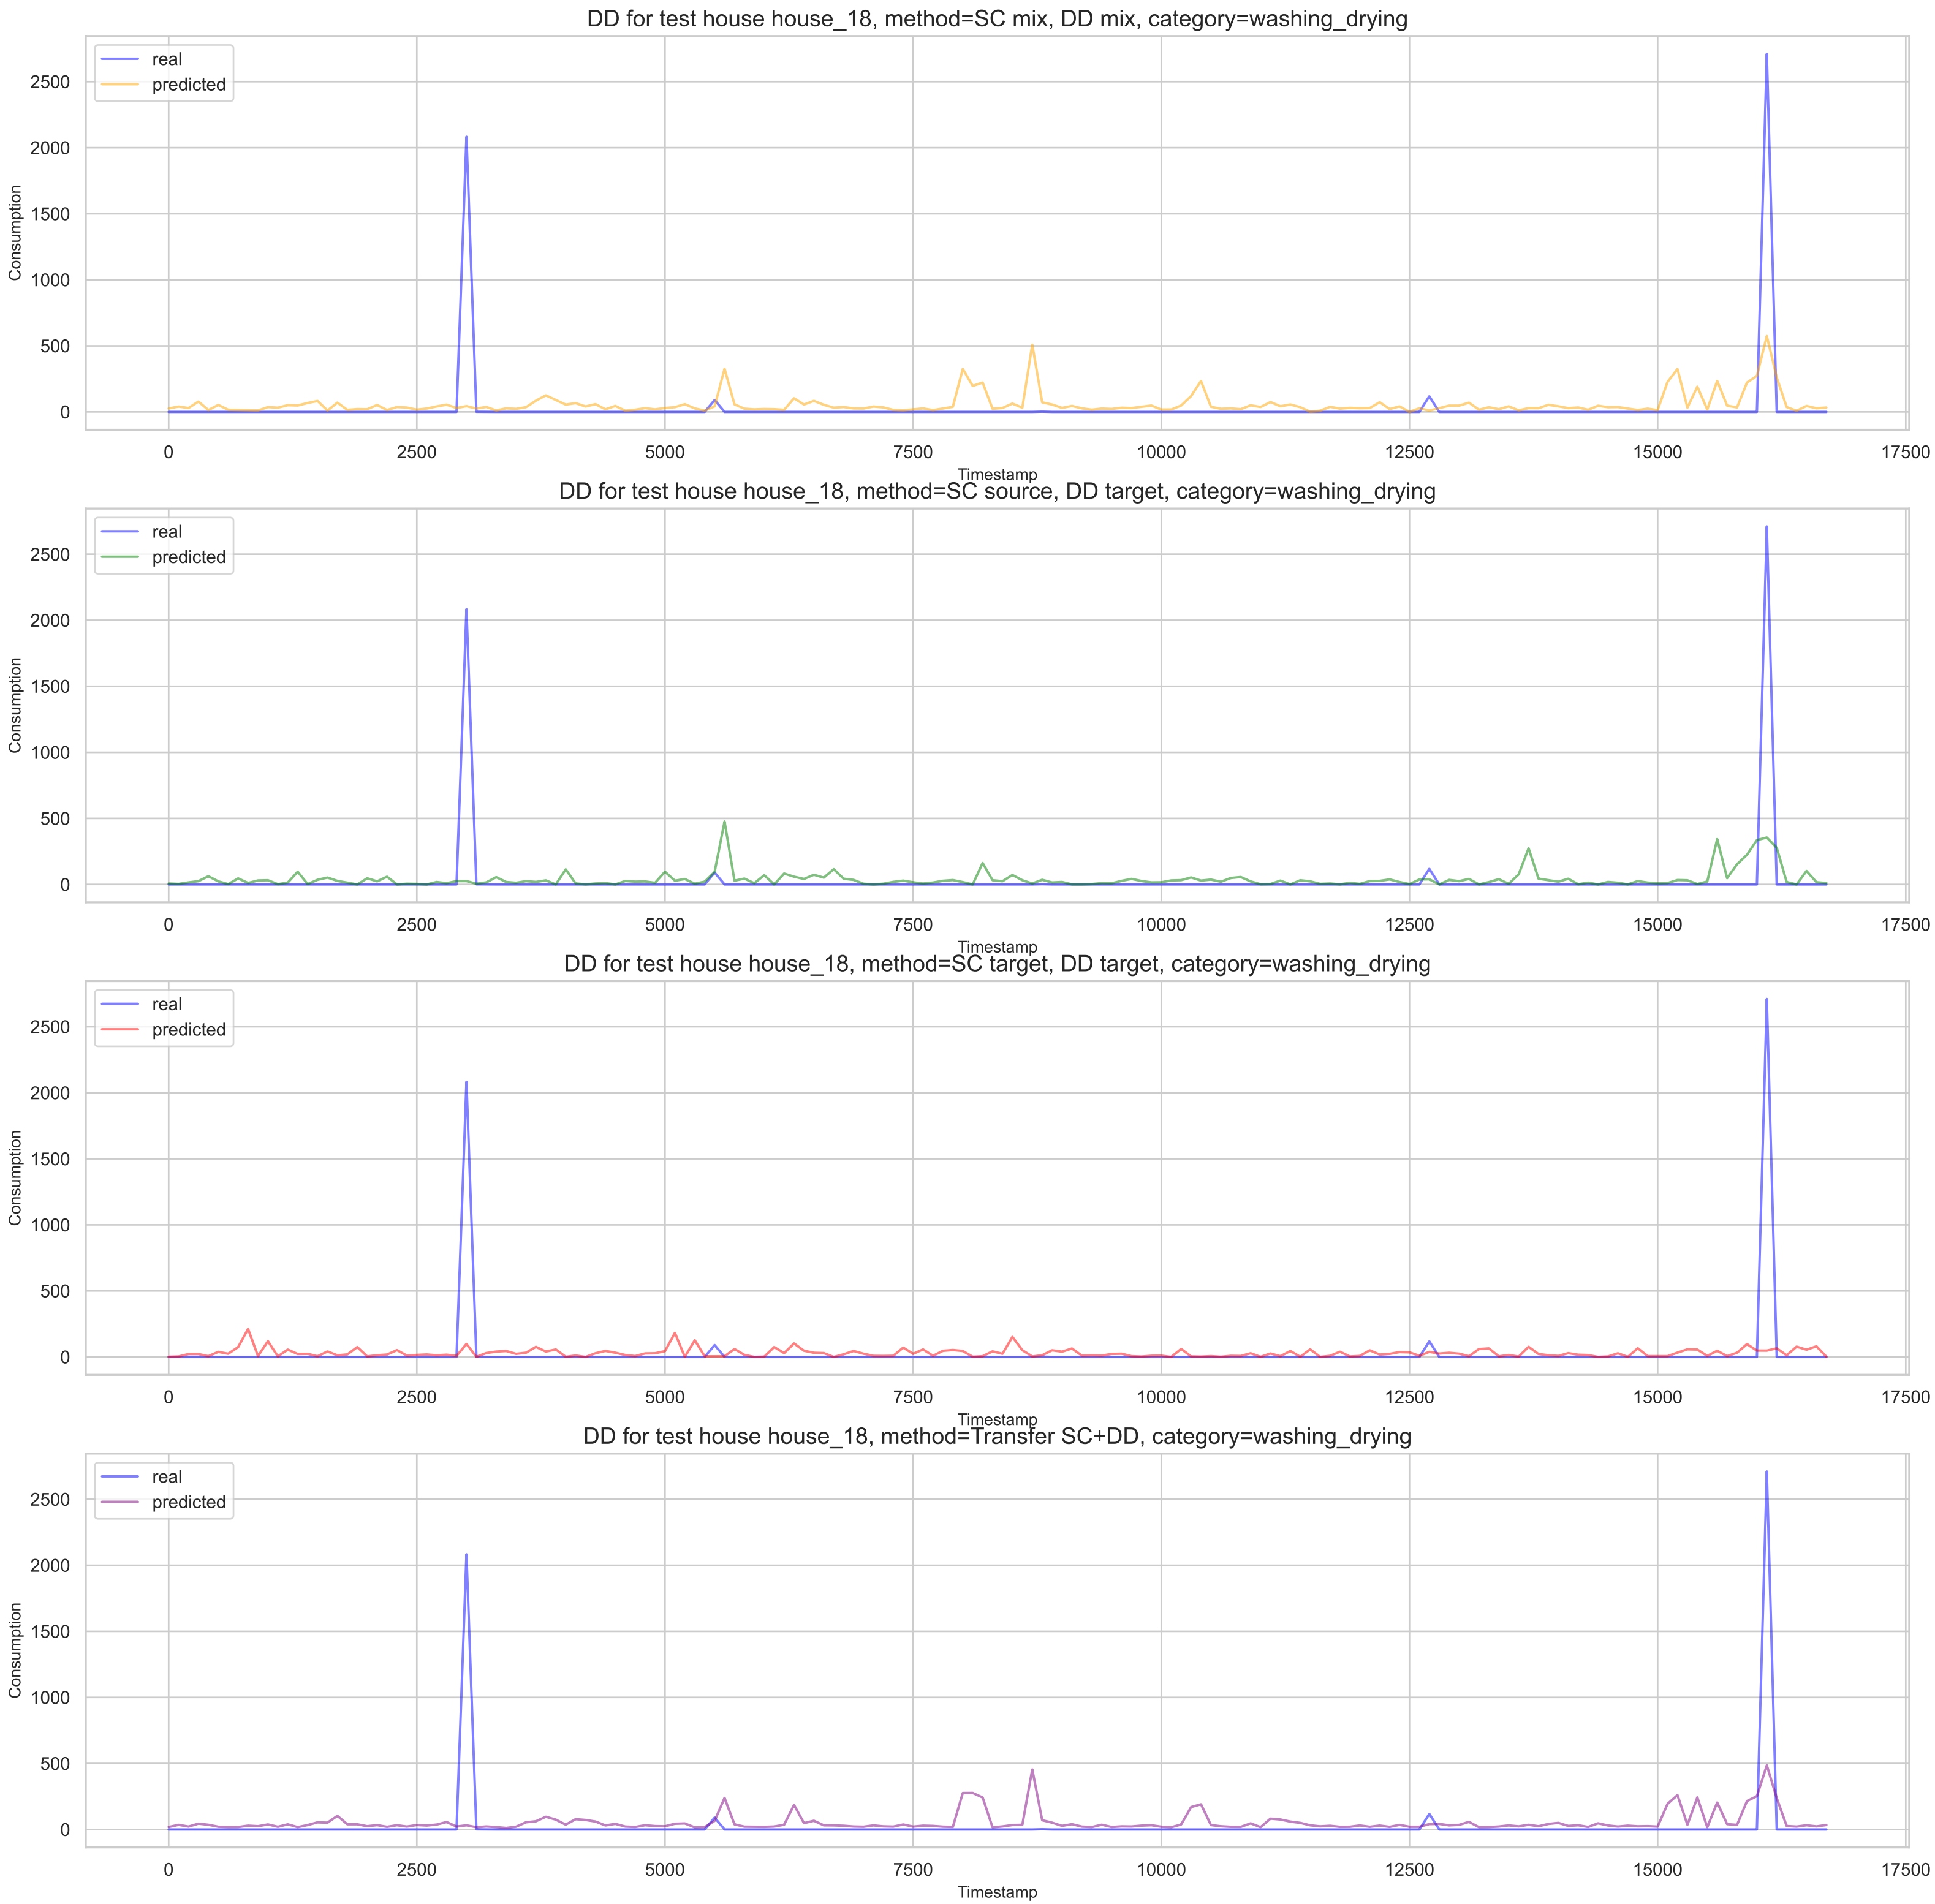 DD for test house house_18, method=SC mix, DD mix, category=washing_drying
real
predicted
2500
2000
1500
1000
500
0
Consumption
0 2500 5000 7500 10000 12500 15000 17500
Timestamp
DD for test house house_18, method=SC source, DD target, category=washing_drying
real
predicted
2500
2000
1500
1000
500
0
Consumption
0 2500 5000 7500 10000 12500 15000 17500
Timestamp
DD for test house house_18, method=SC target, DD target, category=washing_drying
real
predicted
2500
2000
1500
1000
500
0
Consumption
0 2500 5000 7500 10000 12500 15000 17500
Timestamp
DD for test house house_18, method=Transfer SC+DD, category=washing_drying
real
predicted
2500
2000
1500
1000
500
0
Consumption
0 2500 5000 7500 10000 12500 15000 17500
Timestamp